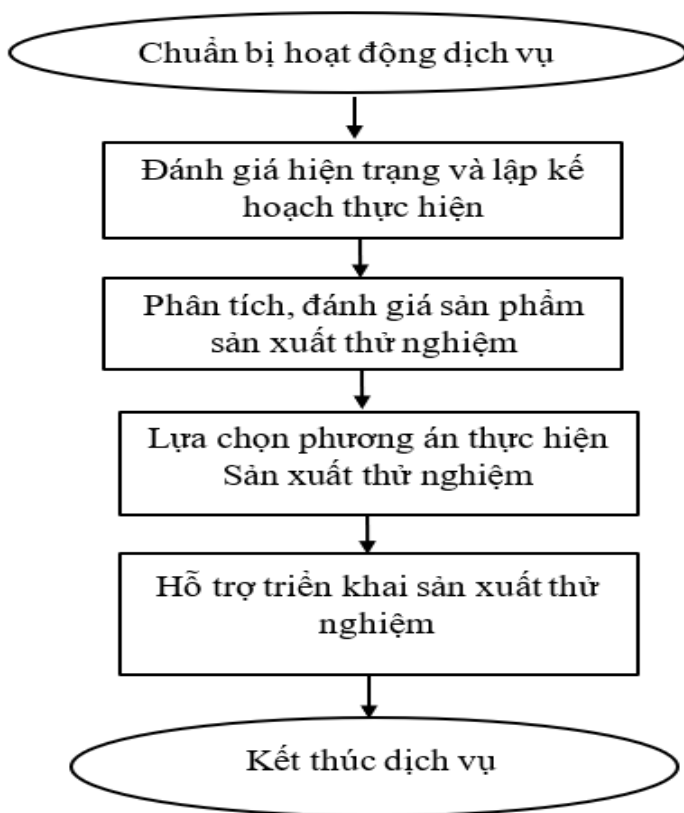 Chuẩn bị hoạt động dịch vụ
Đánh giá hiện trạng và lập kế
hoạch thực hiện
Phân tích, đánh giá sản phẩm
sản xuất thử nghiệm
Lựa chọn phương án thực hiện
Sản xuất thử nghiệm
Hỗ trợ triển khai sản xuất thử
nghiệm
Kết thúc dịch vụ